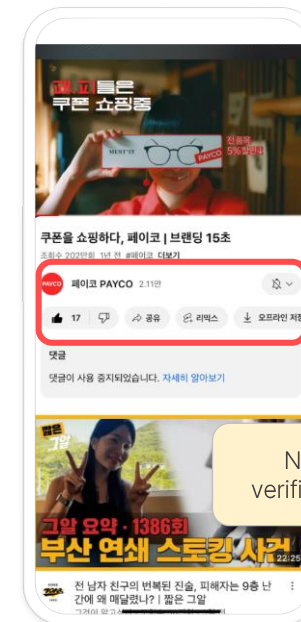 페.피들은
쿠폰 쇼핑중
MUST'IT
PAYCO
전품목
5% 할인
쿠폰을 쇼핑하다, 페이코 | 브랜딩 15초
조회수 202만회 1년 전 #페이코 더보기
PAYCO
페이코 PAYCO 2.11만
17 공유 리믹스 오프라인 저장
댓글
댓글이 사용 중지되었습니다. 자세히 알아보기
짧은
그알
N
verifi
그알 요약·1386회
부산 연쇄 스토킹 사건
22:25
전 남자 친구의 반복된 진술, 피해자는 9층 난
간에 왜 매달렸나? | 짧은 그알